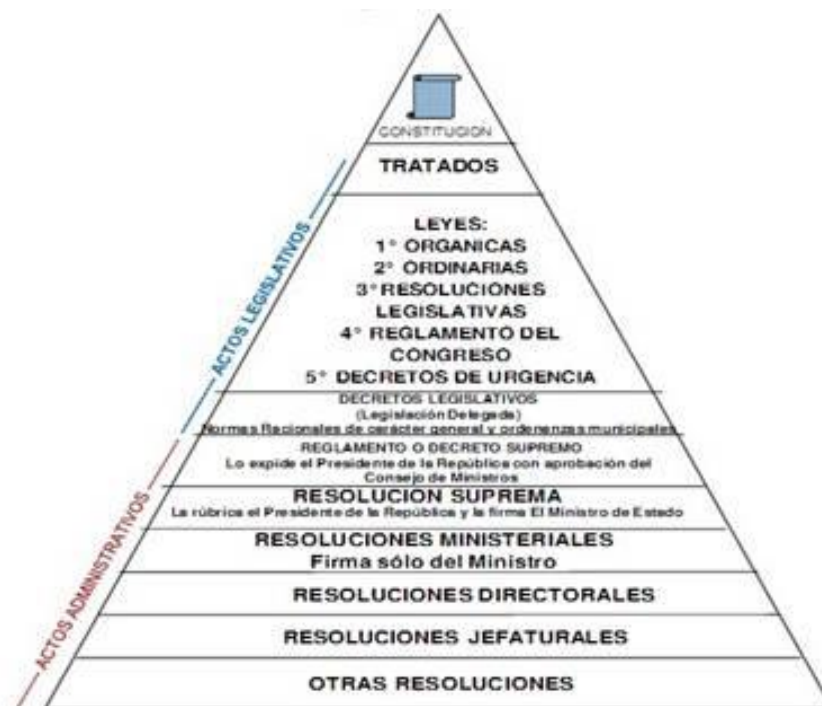 CONSTITUCION
TRATADOS
LEYES:
1° ORGANICAS
2° ORDINARIAS
3° RESOLUCIONES
LEGISLATIVAS
4° REGLAMENTO DEL
CONGRESO
5° DECRETOS DE URGENCIA
DECRETOS LEGISLATIVOS
(Legislación Delegada)
Normas Racionales de carácter general y ordenanzas municipales
REGLAMENTO O DECRETO SUPREMO
Lo expide el Presidente de la República con aprobación del
Consejo de Ministros
RESOLUCION SUPREMA
La rúbrica el Presidente de la República y la firma El Ministro de Estado
RESOLUCIONES MINISTERIALES
Firma sólo del Ministro
RESOLUCIONES DIRECTORALES
RESOLUCIONES JEFATURALES
OTRAS RESOLUCIONES
ACTOS LEGISLATIVOS
ACTOS ADMINISTRATIVOS